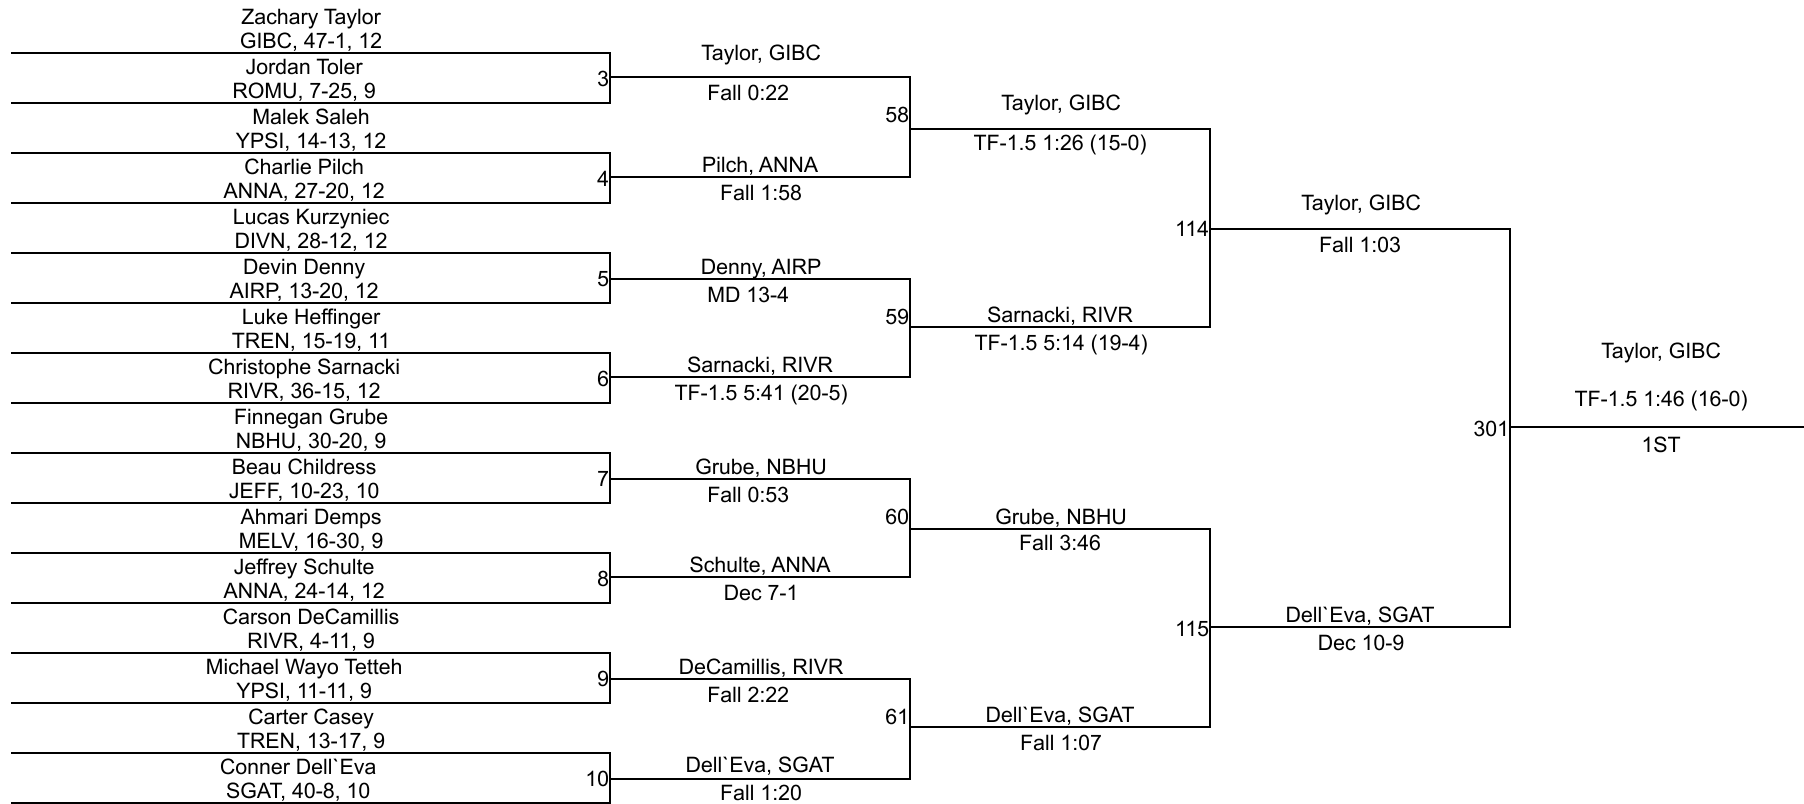 Zachary Taylor
GIBC, 47-1, 12
Jordan Toler
ROMU, 7-25, 9
Malek Saleh
YPSI, 14-13, 12
Charlie Pilch
ANNA, 27-20, 12
Lucas Kurzyniec
DIVN, 28-12, 12
Devin Denny
AIRP, 13-20, 12
Luke Heffinger
TREN, 15-19, 11
Christophe Sarnacki
RIVR, 36-15, 12
Finnegan Grube
NBHU, 30-20, 9
Beau Childress
JEFF, 10-23, 10
Ahmari Demps
MELV, 16-30, 9
Jeffrey Schulte
ANNA, 24-14, 12
Carson DeCamillis
RIVR, 4-11, 9
Michael Wayo Tetteh
YPSI, 11-11, 9
Carter Casey
TREN, 13-17, 9
Conner Dell`Eva
SGAT, 40-8, 10
3
4
5
6
7
8
9
10
Taylor, GIBC
Fall 0:22
Pilch, ANNA
Fall 1:58
Denny, AIRP
MD 13-4
Sarnacki, RIVR
TF-1.5 5:41 (20-5)
Grube, NBHU
Fall 0:53
Schulte, ANNA
Dec 7-1
DeCamillis, RIVR
Fall 2:22
Dell`Eva, SGAT
Fall 1:20
58
59
60
61
Taylor, GIBC
TF-1.5 1:26 (15-0)
Sarnacki, RIVR
TF-1.5 5:14 (19-4)
Grube, NBHU
Fall 3:46
Dell`Eva, SGAT
Fall 1:07
114
115
Taylor, GIBC
Fall 1:03
Dell`Eva, SGAT
Dec 10-9
301
Taylor, GIBC
TF-1.5 1:46 (16-0)
1ST